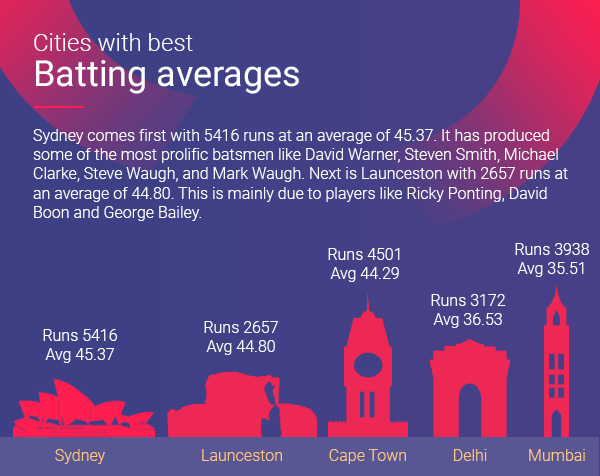 Cities with best
Batting averages
Sydney comes first with 5416 runs at an average of 45.37. It has produced
some of the most prolific batsmen like David Warner, Steven Smith, Michael
Clarke, Steve Waugh, and Mark Waugh. Next is Launceston with 2657 runs at
an average of 44.80. This is mainly due to players like Ricky Ponting, David
Boon and George Bailey.
Runs 5416
Avg 45.37
Runs 2657
Avg 44.80
Runs 4501
Avg 44.29
Runs 3172
Avg 36.53
Runs 3938
Avg 35.51
Sydney
Launceston
Cape Town
Delhi
Mumbai